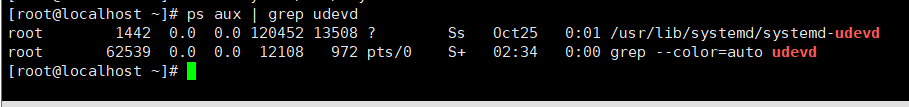 [root@localhost ~]# ps aux | grep udevd
root        1442  0.0  0.0 120452 13508 ?        Ss   Oct25   0:01 /usr/lib/systemd/systemd-udevd
root       62539  0.0  0.0  12108   972 pts/0    S+   02:34   0:00 grep --color=auto udevd
[root@localhost ~]#